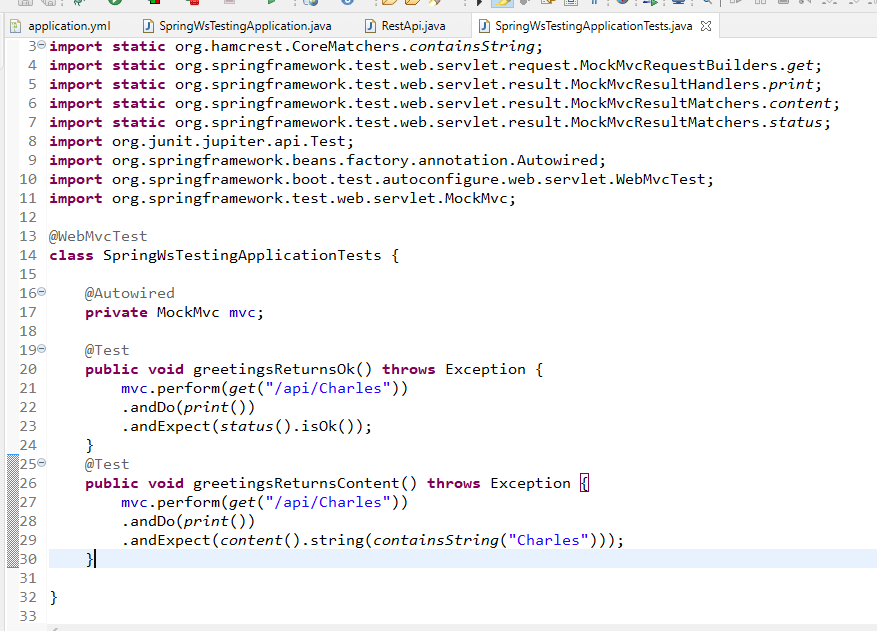 application.yml SpringWsTestingApplication.java RestApi.java SpringWsTestingApplicationTests.java
3 import static org.hamcrest.CoreMatchers.containsString;
4 import static org.springframework.test.web.servlet.request.MockMvcRequestBuilders.get;
5 import static org.springframework.test.web.servlet.result.MockMvcResultHandlers.print;
6 import static org.springframework.test.web.servlet.result.MockMvcResultMatchers.content;
7 import static org.springframework.test.web.servlet.result.MockMvcResultMatchers.status;
8 import org.junit.jupiter.api.Test;
9 import org.springframework.beans.factory.annotation.Autowired;
10 import org.springframework.boot.test.autoconfigure.web.servlet.WebMvcTest;
11 import org.springframework.test.web.servlet.MockMvc;
12
13 @WebMvcTest
14 class SpringWsTestingApplicationTests {
15
16 @Autowired
17 private MockMvc mvc;
18
19 @Test
20 public void greetingsReturnsOk() throws Exception {
21 mvc.perform(get("/api/Charles"))
22 .andDo(print())
23 .andExpect(status().isOk());
24 }
25 @Test
26 public void greetingsReturnsContent() throws Exception {
27 mvc.perform(get("/api/Charles"))
28 .andDo(print())
29 .andExpect(content().string(containsString("Charles")));
30 }
31
32 }
33